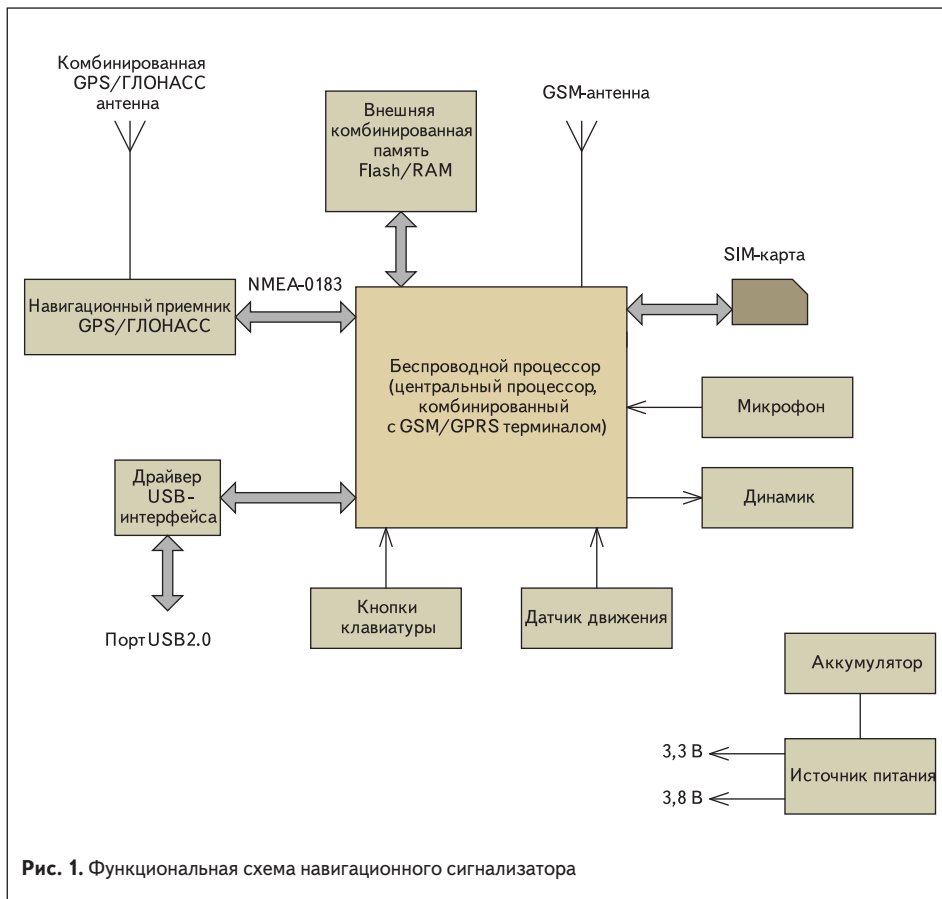 Комбинированная
GPS/ГЛОНАСС
антенна
Внешняя
комбинированная
память
Flash/RAM
GSM-антенна
SIM-карта
NMEA-0183
Навигационный приемник
GPS/ГЛОНАСС
Беспроводной процессор
(центральный процессор,
комбинированный
с GSM/GPRS терминалом)
Микрофон
Динамик
Драйвер
USB-
интерфейса
Порт USB2.0
Кнопки
клавиатуры
Датчик движения
Аккумулятор
3,3 В
Источник питания
3,8 В
Рис. 1. Функциональная схема навигационного сигнализатора